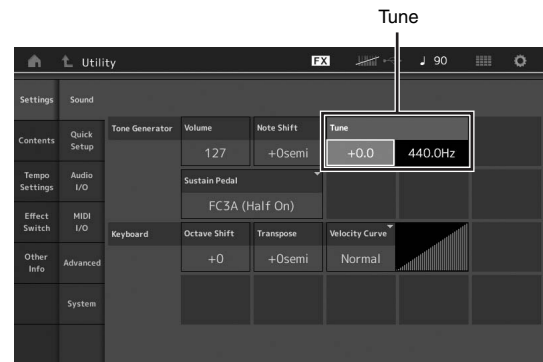 Tune
Utility FX ♩ 90
Settings Sound
Contents Quick Setup
Tempo Settings Audio I/O
Effect Switch MIDI I/O
Other Info Advanced
System
Tone Generator Volume Note Shift Tune
127 +0semi +0.0 440.0Hz
Sustain Pedal
FC3A (Half On)
Keyboard Octave Shift Transpose Velocity Curve
+0 +0semi Normal